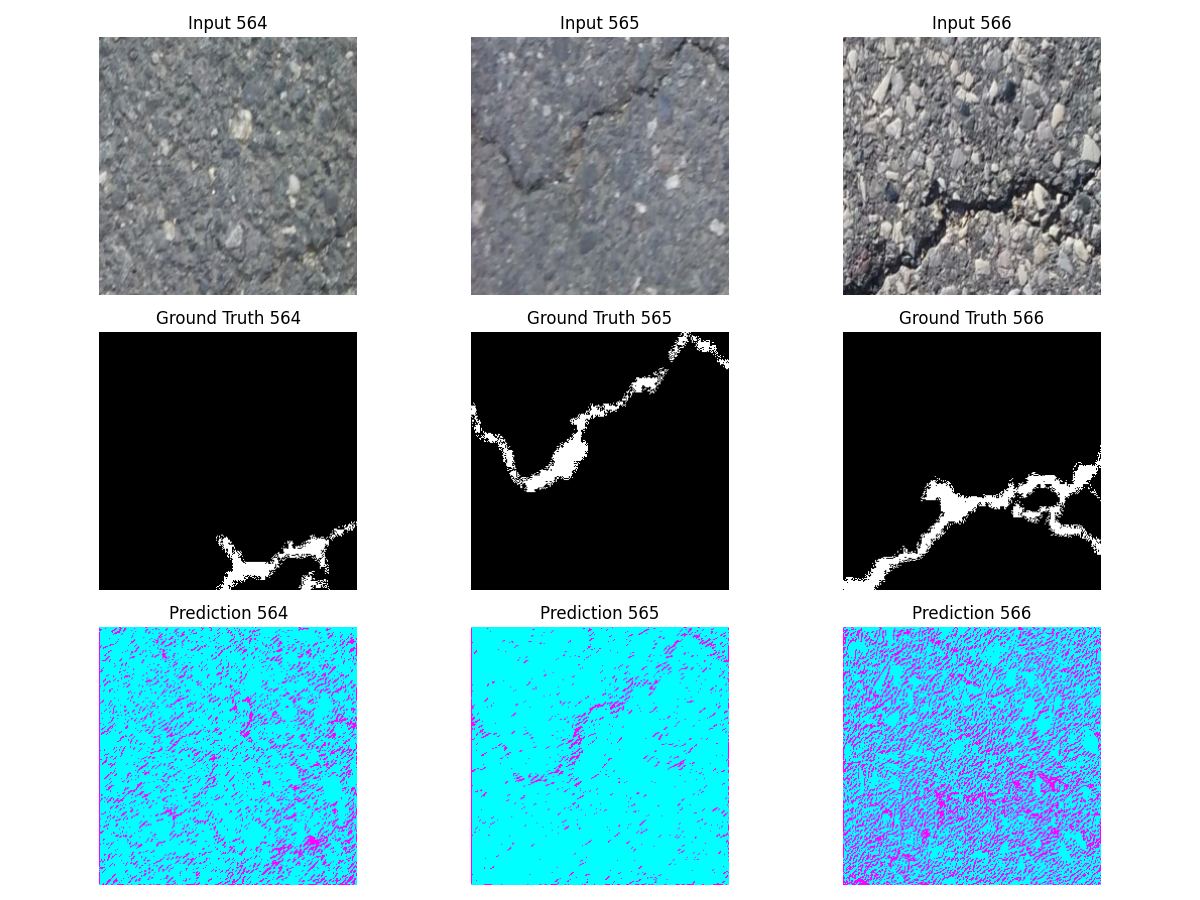 Input 564
Input 565
Input 566
Ground Truth 564
Ground Truth 565
Ground Truth 566
Prediction 564
Prediction 565
Prediction 566